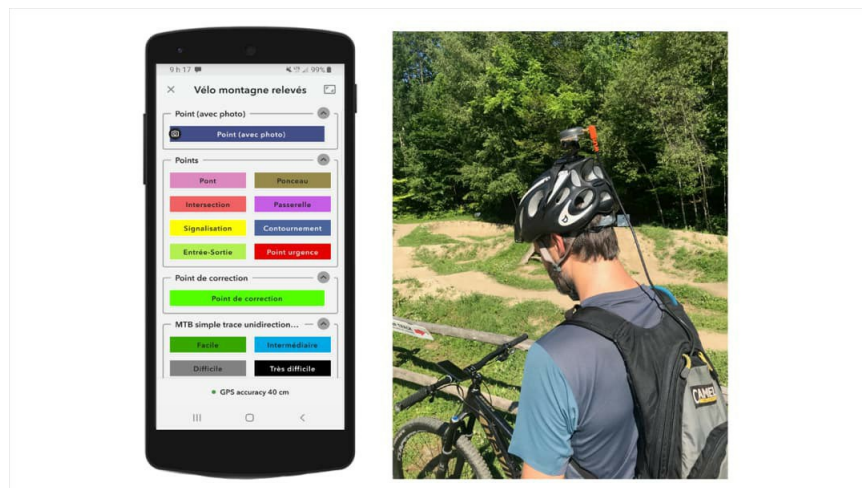 9 h 17
99%
Vélo montagne relevés
Point (avec photo)
Point (avec photo)
Points
Pont
Ponceau
Intersection
Passerelle
Signalisation
Contournement
Entrée-Sortie
Point urgence
Point de correction
Point de correction
MTB simple trace unidirection...
Facile
Intermédiaire
Difficile
Très difficile
GPS accuracy 40 cm